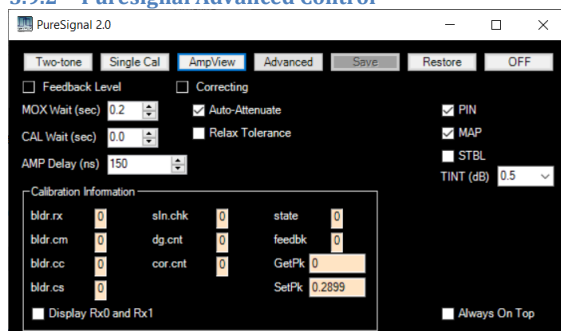 3.9.2 Puresignal Advanced Control
PureSignal 2.0
Two-tone Single Cal AmpView Advanced Save Restore OFF
Feedback Level Correcting
MOX Wait (sec) 0.2 Auto-Attenuate PIN
CAL Wait (sec) 0.0 Relax Tolerance MAP
STBL
AMP Delay (ns) 150
TINT (dB) 0.5
Calibration Information
bldr.rx 0 sln.chk 0 state 0
bldr.cm 0 dg.cnt 0 feedbk 0
bldr.cc 0 cor.cnt 0 GetPk 0
bldr.cs 0 SetPk 0.2899
Display Rx0 and Rx1 Always On Top